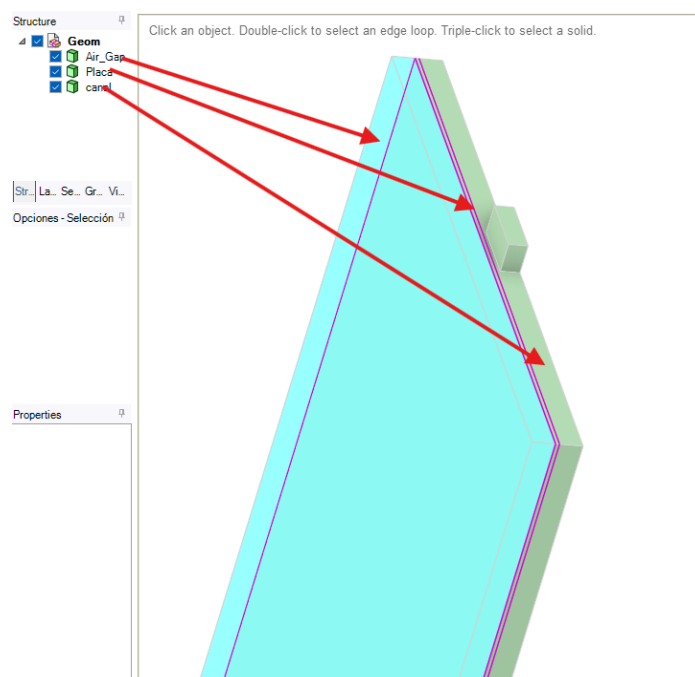 Structure
Click an object. Double-click to select an edge loop. Triple-click to select a solid.
Geom
Air_Gap
Placa
canal
Str... La... Se... Gr... Vi...
Opciones - Selección
Properties